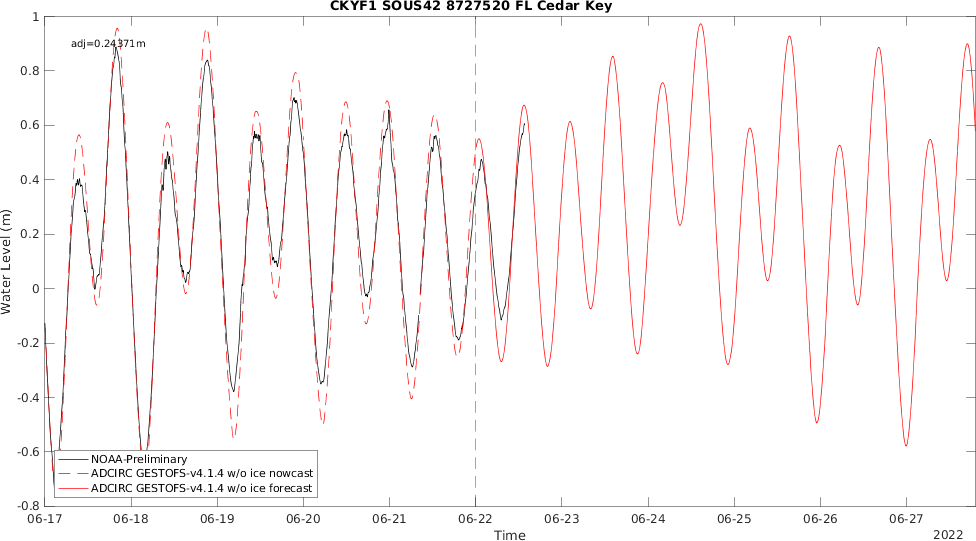 CKYF1 SOUS42 8727520 FL Cedar Key
1
0.8
0.6
0.4
0.2
0
-0.2
-0.4
-0.6
-0.8
Water Level (m)
adj=0.24371m
NOAA-Preliminary
ADCIRC GESTOFS-v4.1.4 w/o ice nowcast
ADCIRC GESTOFS-v4.1.4 w/o ice forecast
06-17 06-18 06-19 06-20 06-21 06-22 06-23 06-24 06-25 06-26 06-27
Time
2022